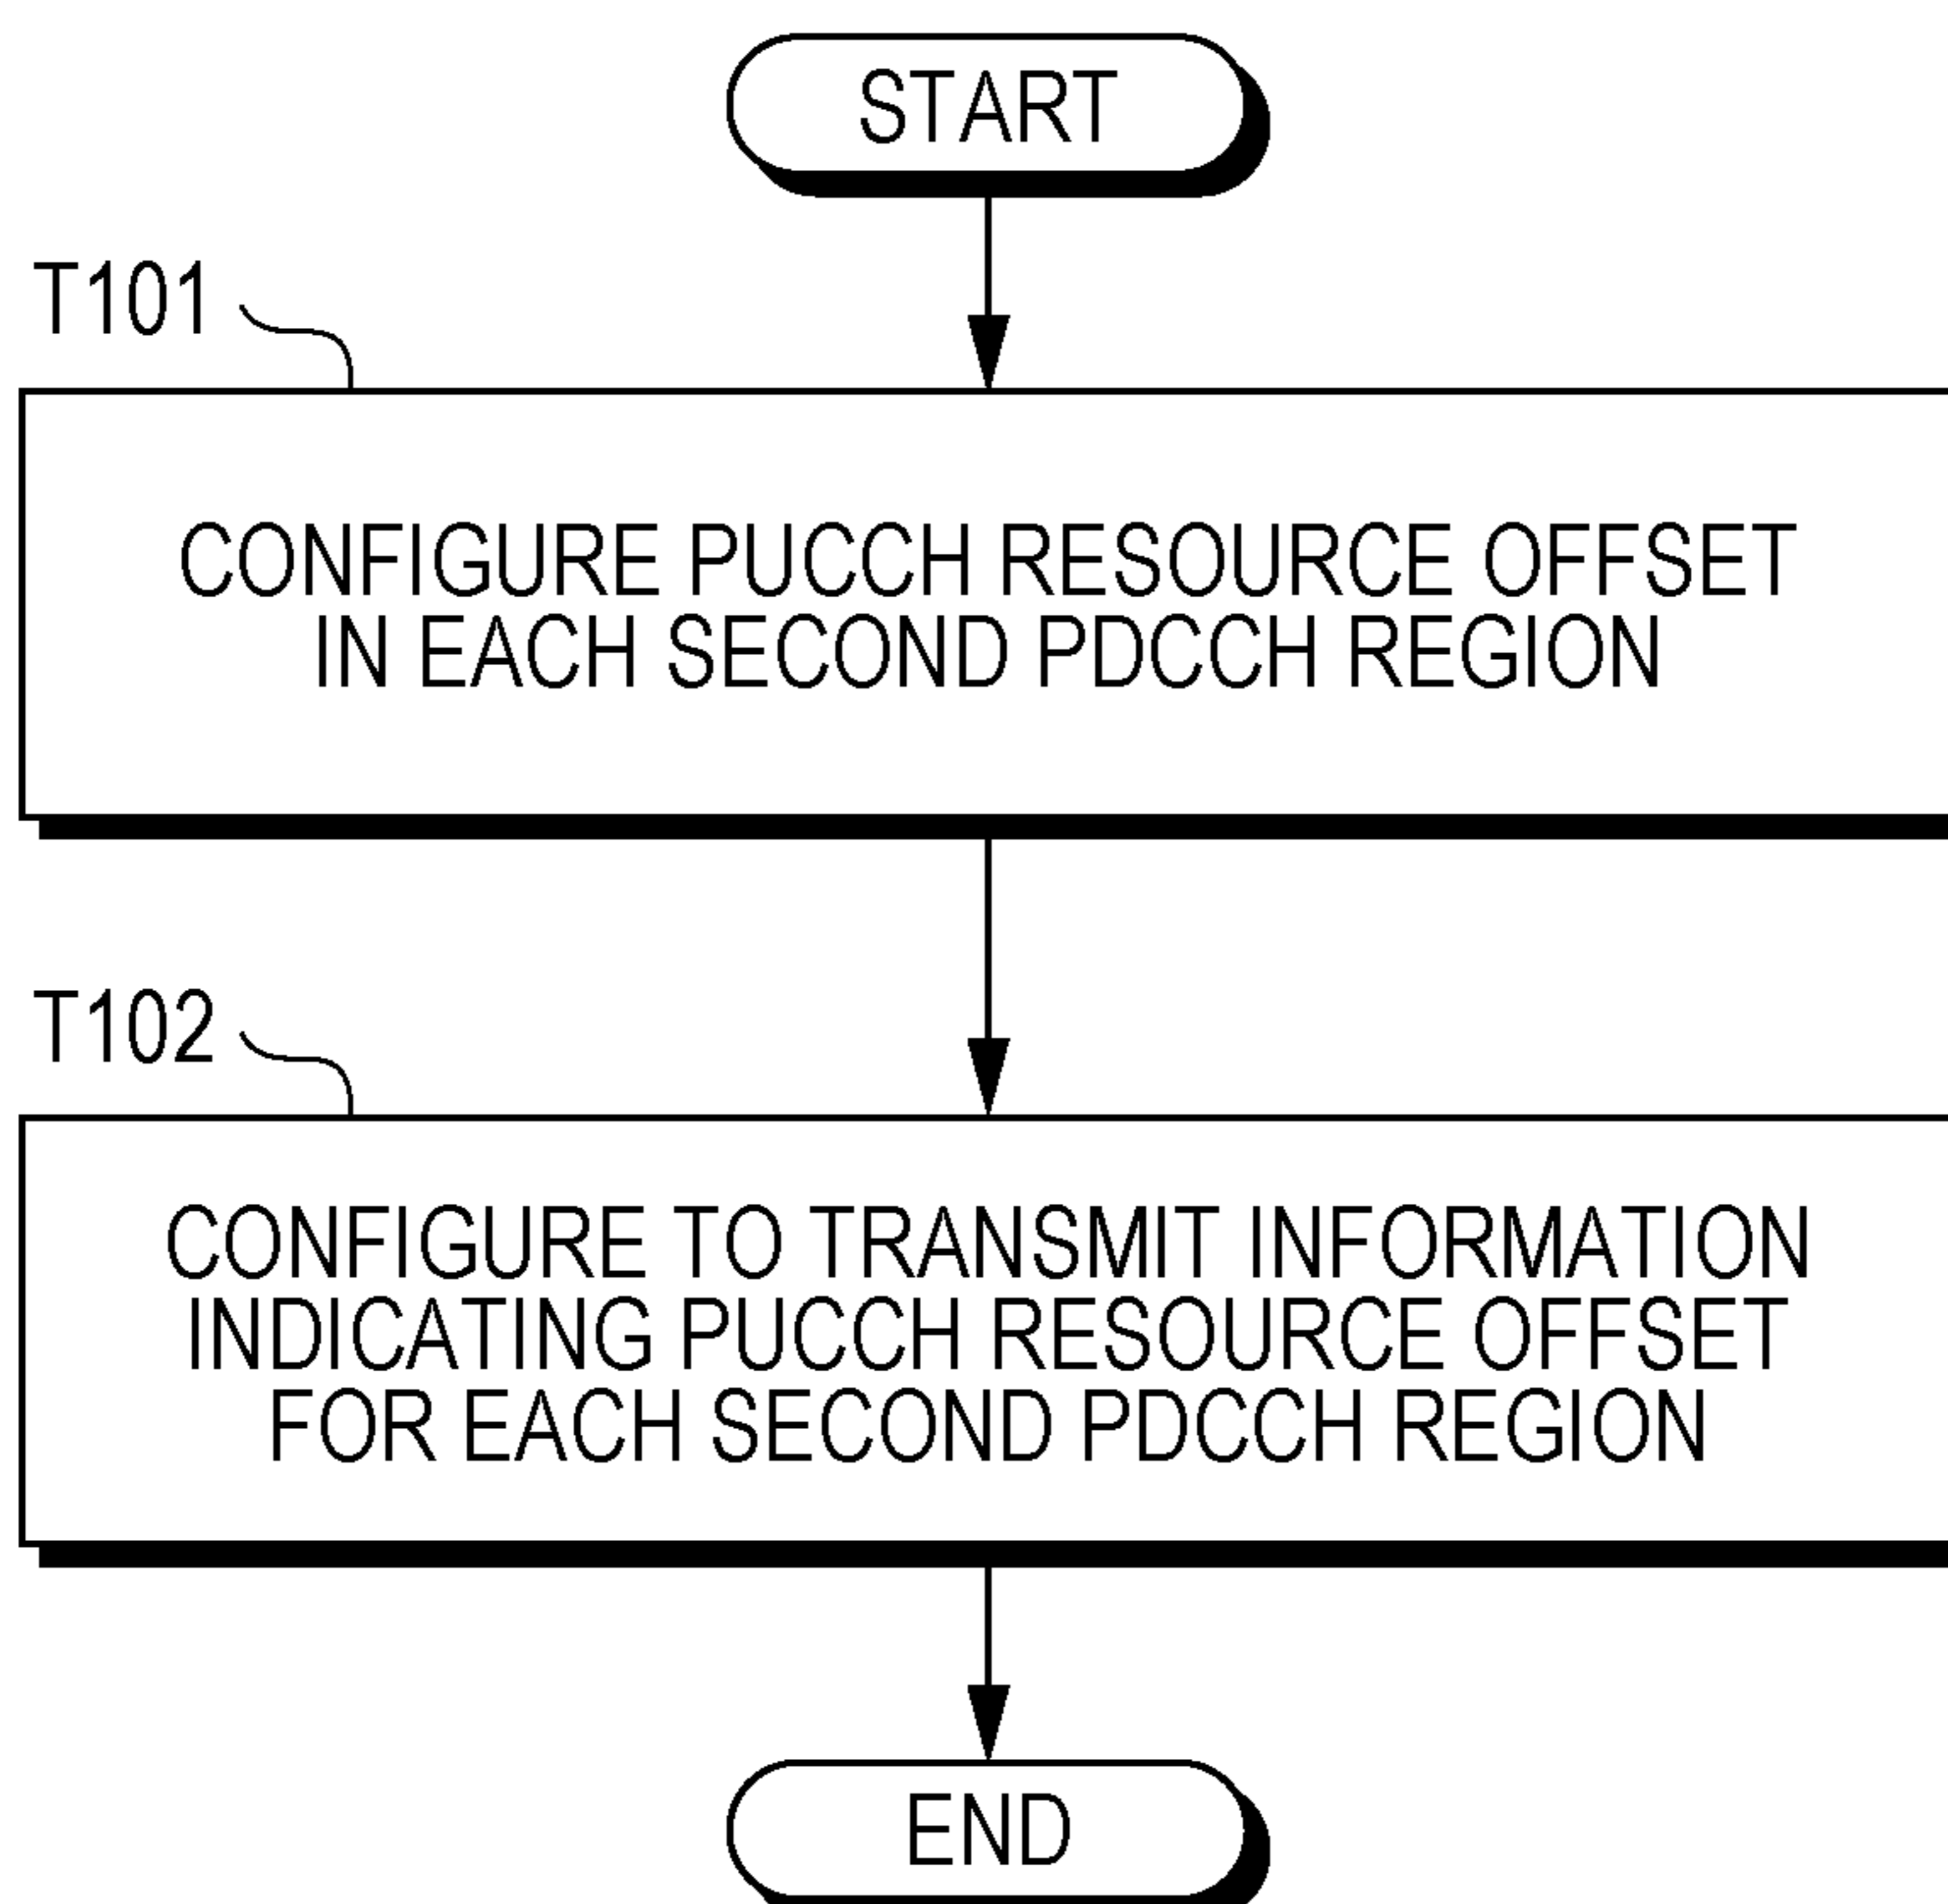 START
T101
CONFIGURE PUCCH RESOURCE OFFSET
IN EACH SECOND PDCCH REGION
T102
CONFIGURE TO TRANSMIT INFORMATION
INDICATING PUCCH RESOURCE OFFSET
FOR EACH SECOND PDCCH REGION
END